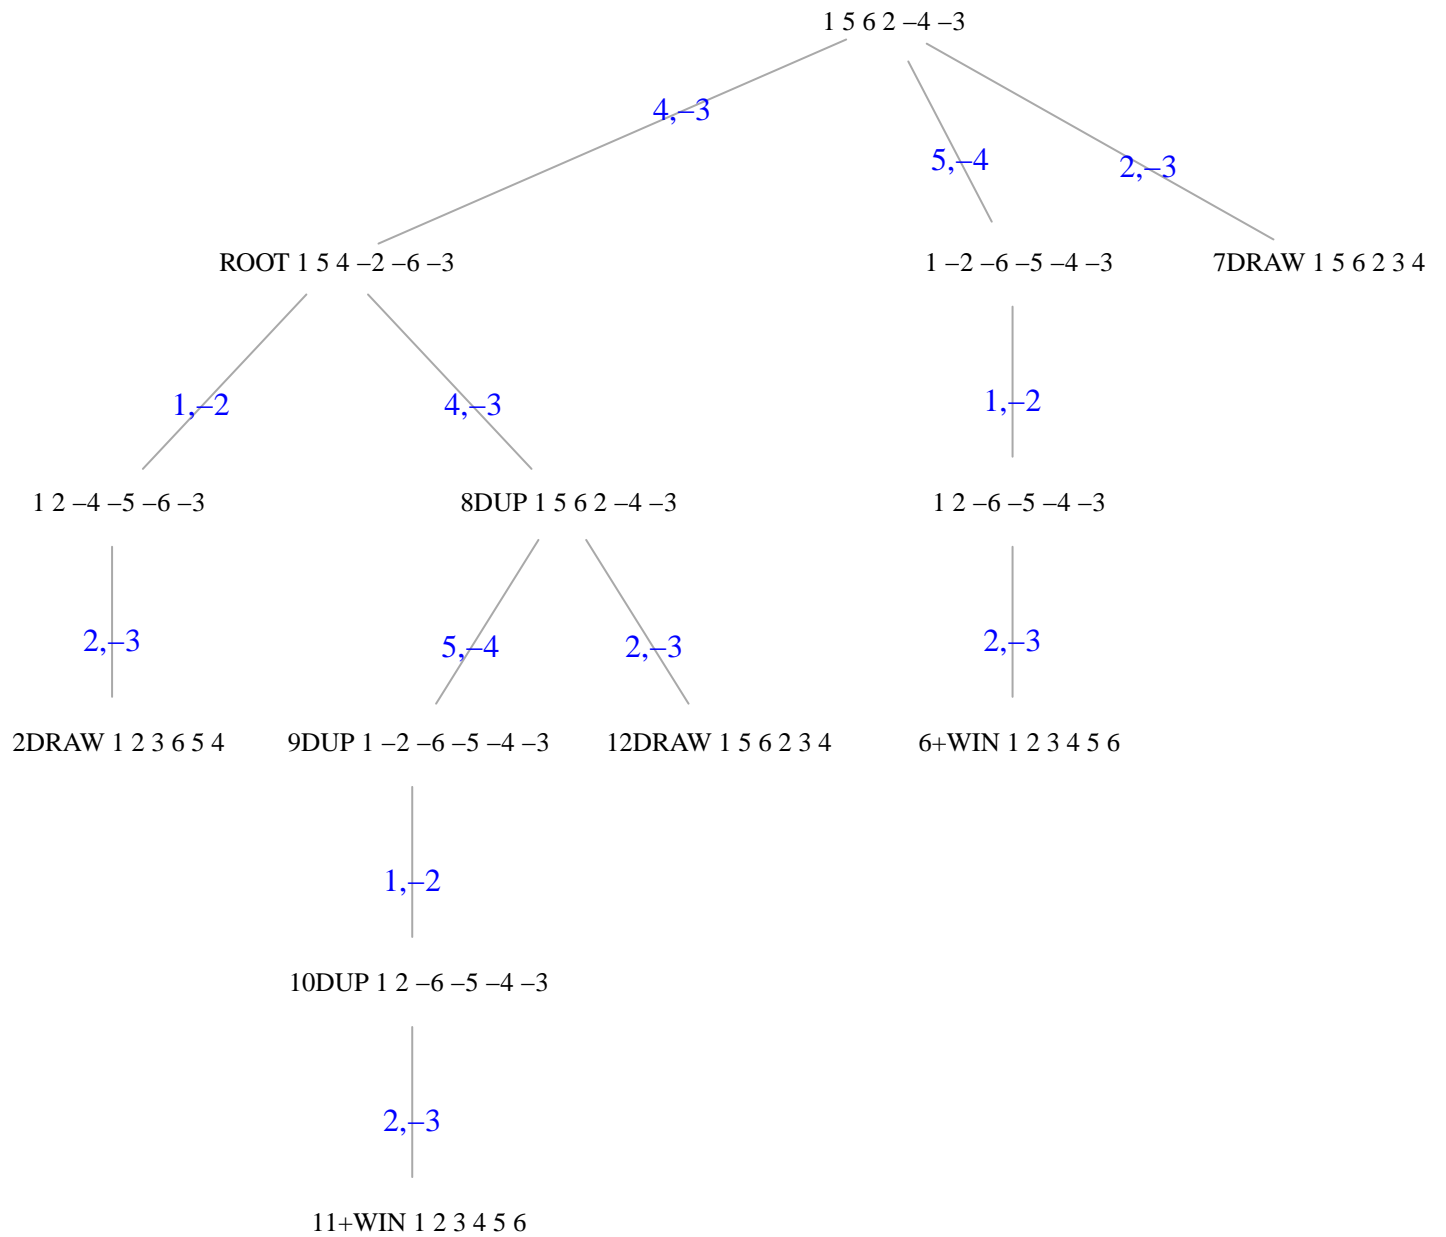 1 5 6 2 –4 –3
4,–3
5,–4
2,–3
ROOT 1 5 4 –2 –6 –3
1 –2 –6 –5 –4 –3
7DRAW 1 5 6 2 3 4
1,–2
4,–3
1,–2
1 2 –4 –5 –6 –3
8DUP 1 5 6 2 –4 –3
1 2 –6 –5 –4 –3
2,–3
5,–4
2,–3
2,–3
2DRAW 1 2 3 6 5 4
9DUP 1 –2 –6 –5 –4 –3
12DRAW 1 5 6 2 3 4
6+WIN 1 2 3 4 5 6
1,–2
10DUP 1 2 –6 –5 –4 –3
2,–3
11+WIN 1 2 3 4 5 6